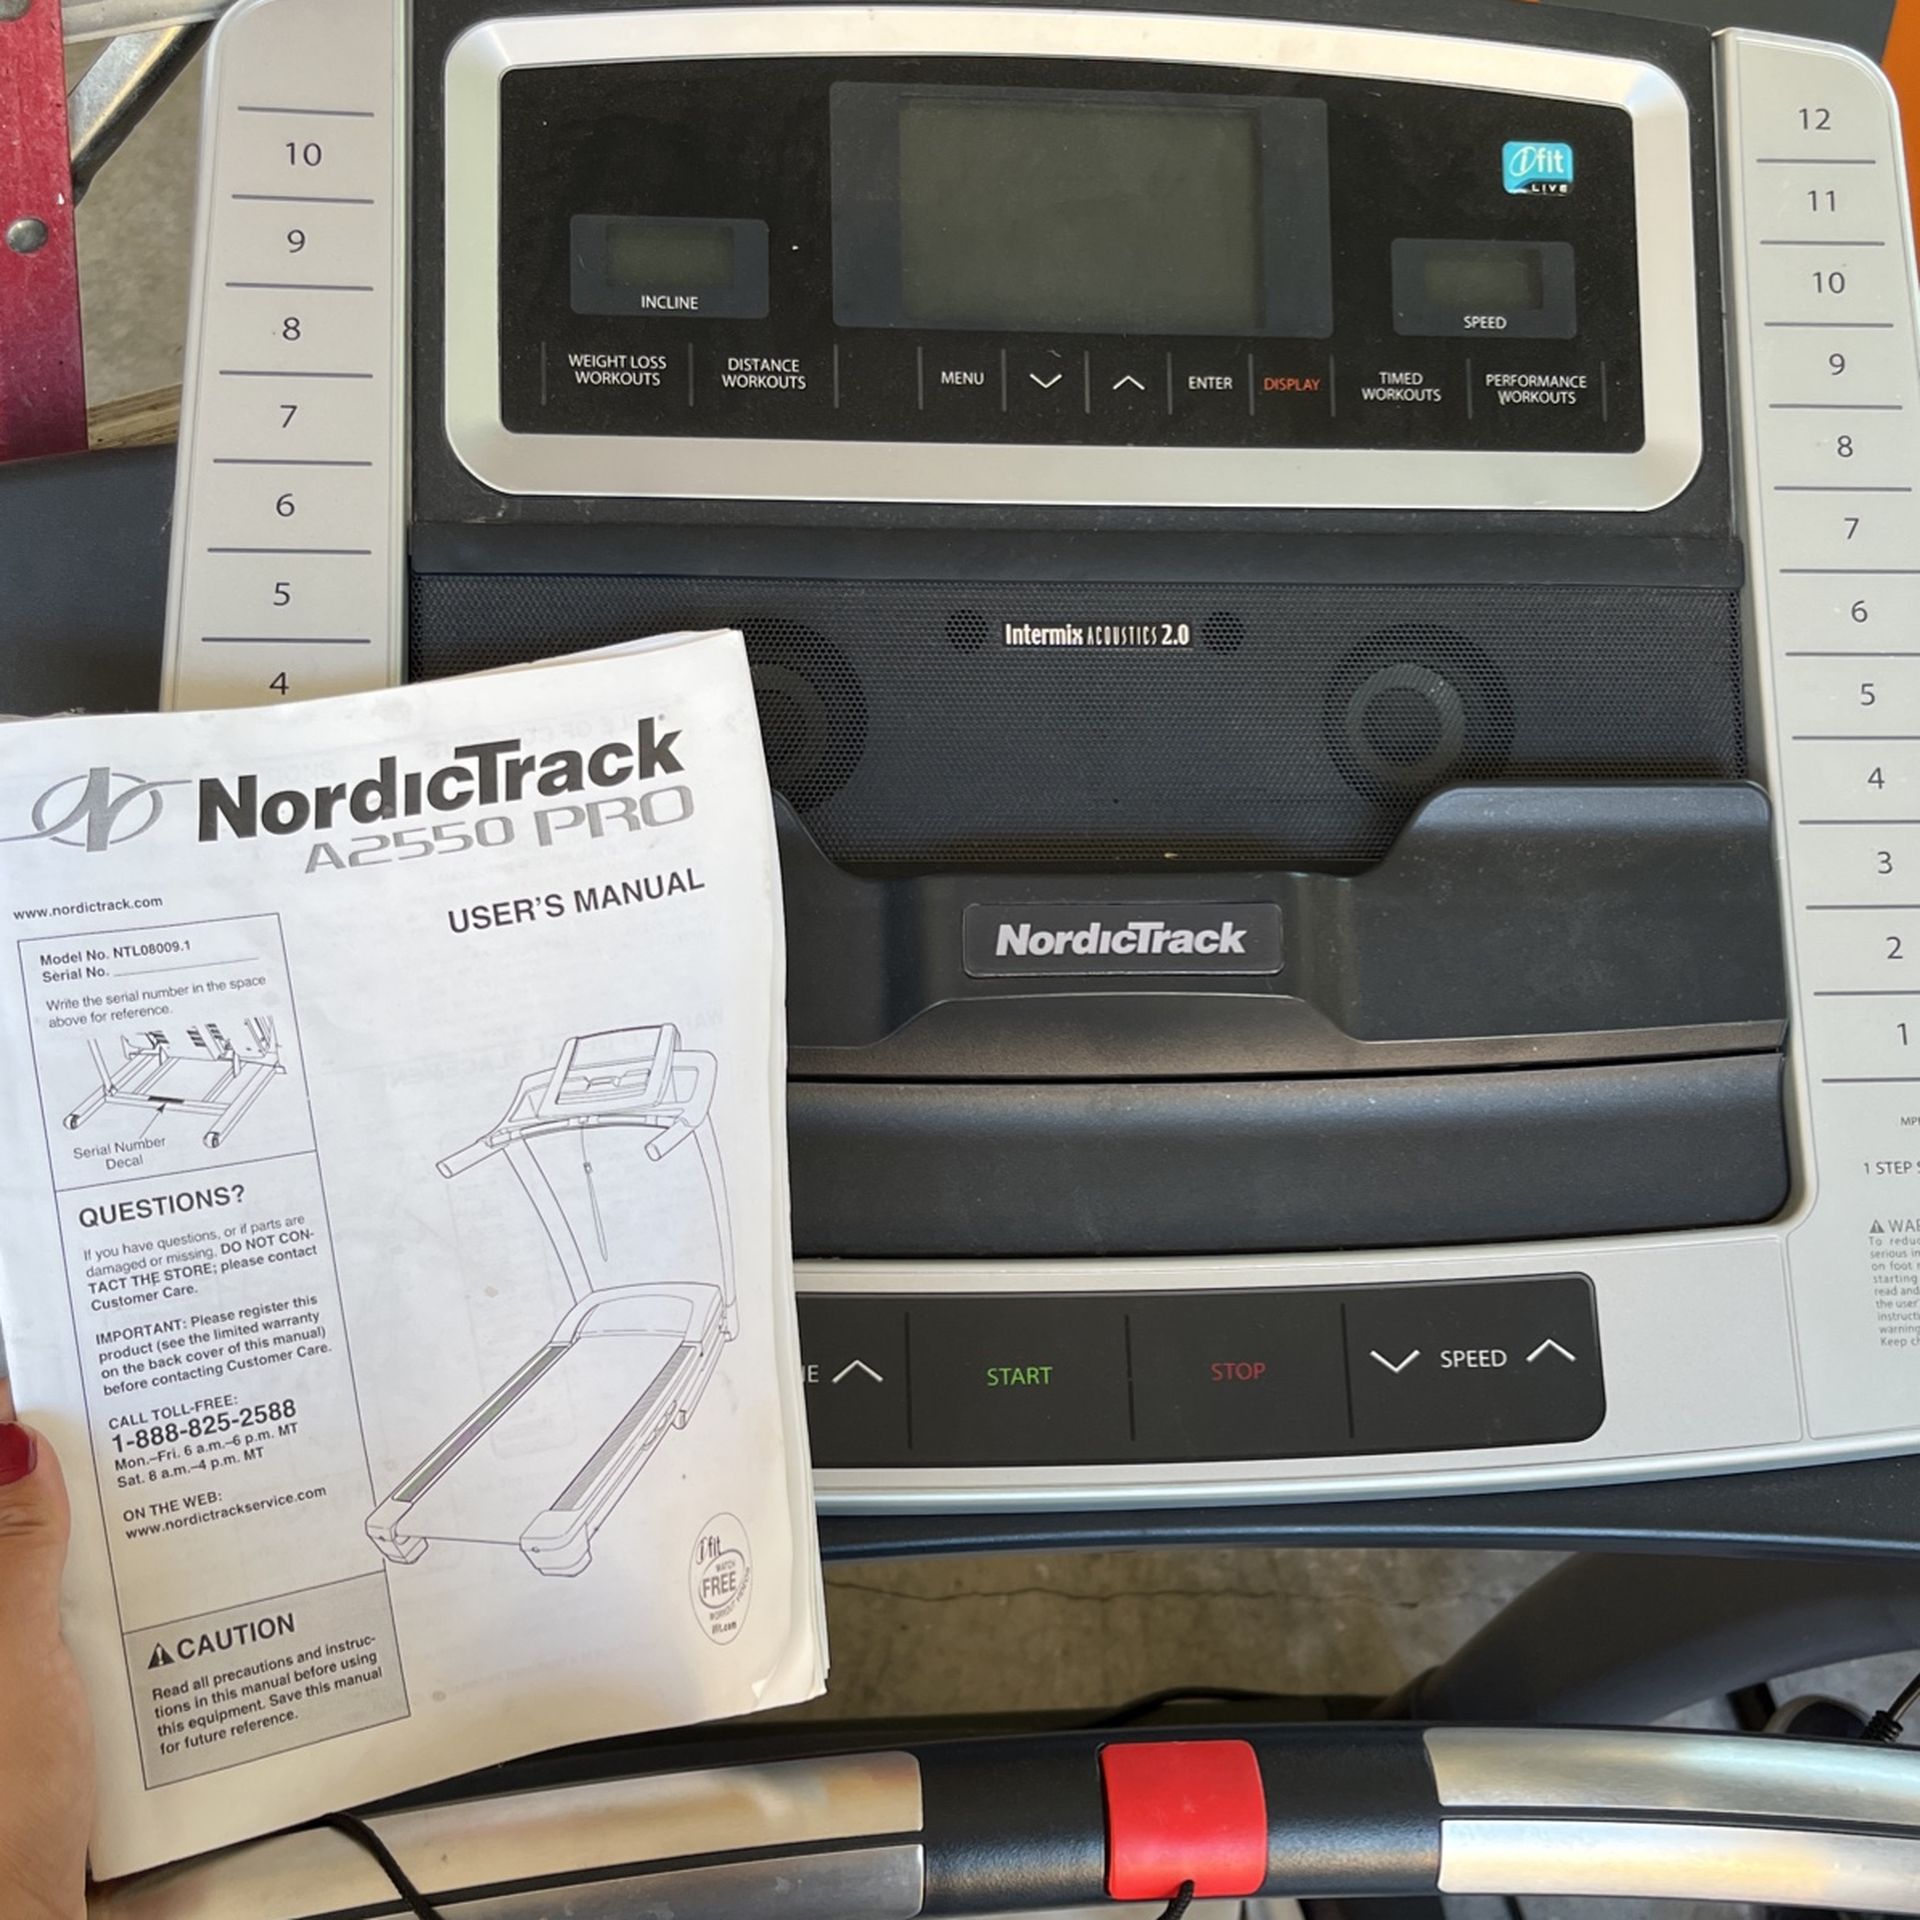 10
9
8
7
6
5
4
INCLINE
WEIGHT LOSS
WORKOUTS
DISTANCE
WORKOUTS
MENU
ENTER
DISPLAY
TIMED
WORKOUTS
PERFORMANCE
WORKOUTS
ifit
LIVE
SPEED
12
11
10
9
8
7
6
5
4
3
2
1
1 STEP
Intermix ACOUSTICS 2.0
NordicTrack
START
STOP
SPEED
NordicTrack
A2550 PRO
USER'S MANUAL
www.nordictrack.com
Model No. NTL08009.1
Serial No.
Write the serial number in the space
above for reference.
Serial Number
Decal
QUESTIONS?
If you have questions, or if parts are
damaged or missing, DO NOT CON-
TACT THE STORE; please contact
Customer Care.
IMPORTANT: Please register this
product (see the limited warranty
on the back cover of this manual)
before contacting Customer Care.
CALL TOLL-FREE:
1-888-825-2588
Mon.–Fri. 6 a.m.–6 p.m. MT
Sat. 8 a.m.–4 p.m. MT
ON THE WEB:
www.nordictrackservice.com
CAUTION
Read all precautions and instruc-
tions in this manual before using
this equipment. Save this manual
for future reference.
ifit
WATCH
FREE
WORKOUT
ifit.com